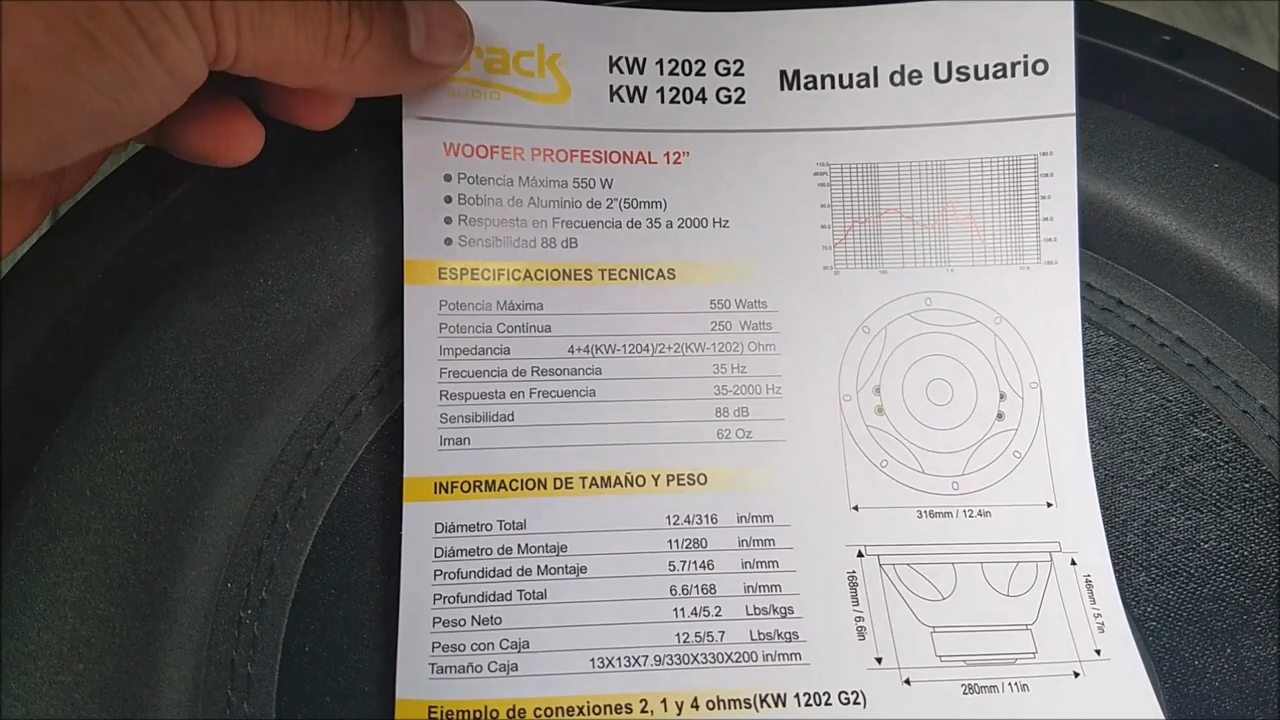 rack
AUDIO
KW 1202 G2
KW 1204 G2
Manual de Usuario
WOOFER PROFESIONAL 12”
Potencia Máxima 550 W
Bobina de Aluminio de 2”(50mm)
Respuesta en Frecuencia de 35 a 2000 Hz
Sensibilidad 88 dB
ESPECIFICACIONES TECNICAS
Potencia Máxima 550 Watts
Potencia Contínua 250 Watts
Impedancia 4+4(KW-1204)/2+2(KW-1202) Ohm
Frecuencia de Resonancia 35 Hz
Respuesta en Frecuencia 35-2000 Hz
Sensibilidad 88 dB
Iman 62 Oz
INFORMACION DE TAMAÑO Y PESO
Diámetro Total 12.4/316 in/mm
Diámetro de Montaje 11/280 in/mm
Profundidad de Montaje 5.7/146 in/mm
Profundidad Total 6.6/168 in/mm
Peso Neto 11.4/5.2 Lbs/kgs
Peso con Caja 12.5/5.7 Lbs/kgs
Tamaño Caja 13X13X7.9/330X330X200 in/mm
Ejemplo de conexiones 2, 1 y 4 ohms(KW 1202 G2)
316mm / 12.4in
168mm / 6.6in
146mm / 5.7in
280mm / 11in